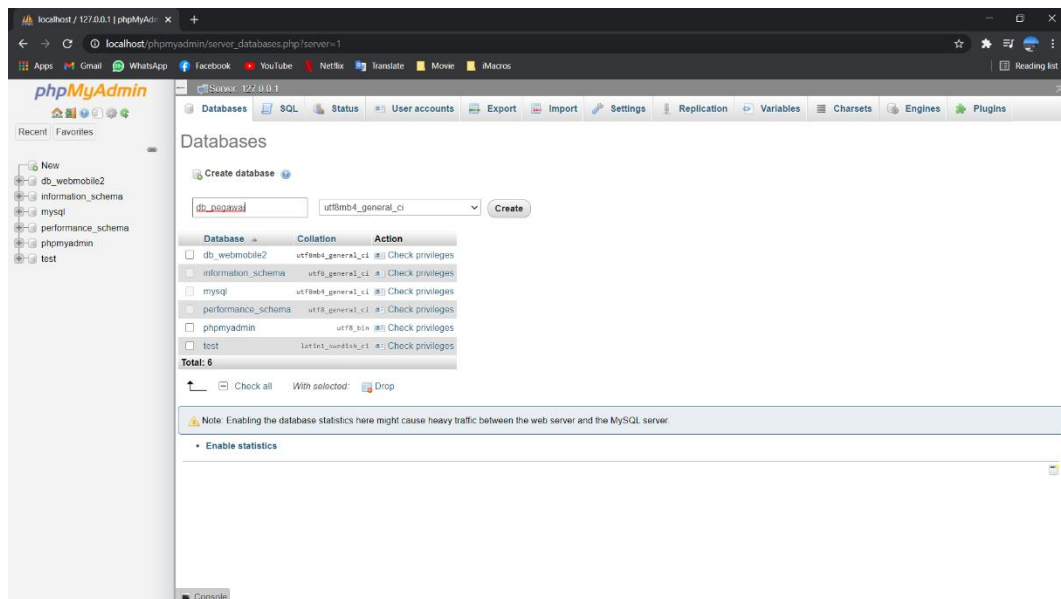 localhost / 127.0.0.1 | phpMyAdn
localhost/phpmyadmin/server_databases.php?server=1
Apps Gmail WhatsApp Facebook YouTube Netflix Translate Movie iMacros Reading list
phpMyAdmin
Recent Favorites
New
db_webmobile2
information_schema
mysql
performance_schema
phpmyadmin
test
Server: 127.0.0.1
Databases SQL Status User accounts Export Import Settings Replication Variables Charsets Engines Plugins
Databases
Create database
db_pegawai utf8mb4_general_ci Create
Database Collation Action
db_webmobile2 utf8mb4_general_ci Check privileges
information_schema utf8_general_ci Check privileges
mysql utf8mb4_general_ci Check privileges
performance_schema utf8_general_ci Check privileges
phpmyadmin utf8_bin Check privileges
test latin1_swedish_ci Check privileges
Total: 6
Check all With selected: Drop
Note: Enabling the database statistics here might cause heavy traffic between the web server and the MySQL server.
Enable statistics
Console